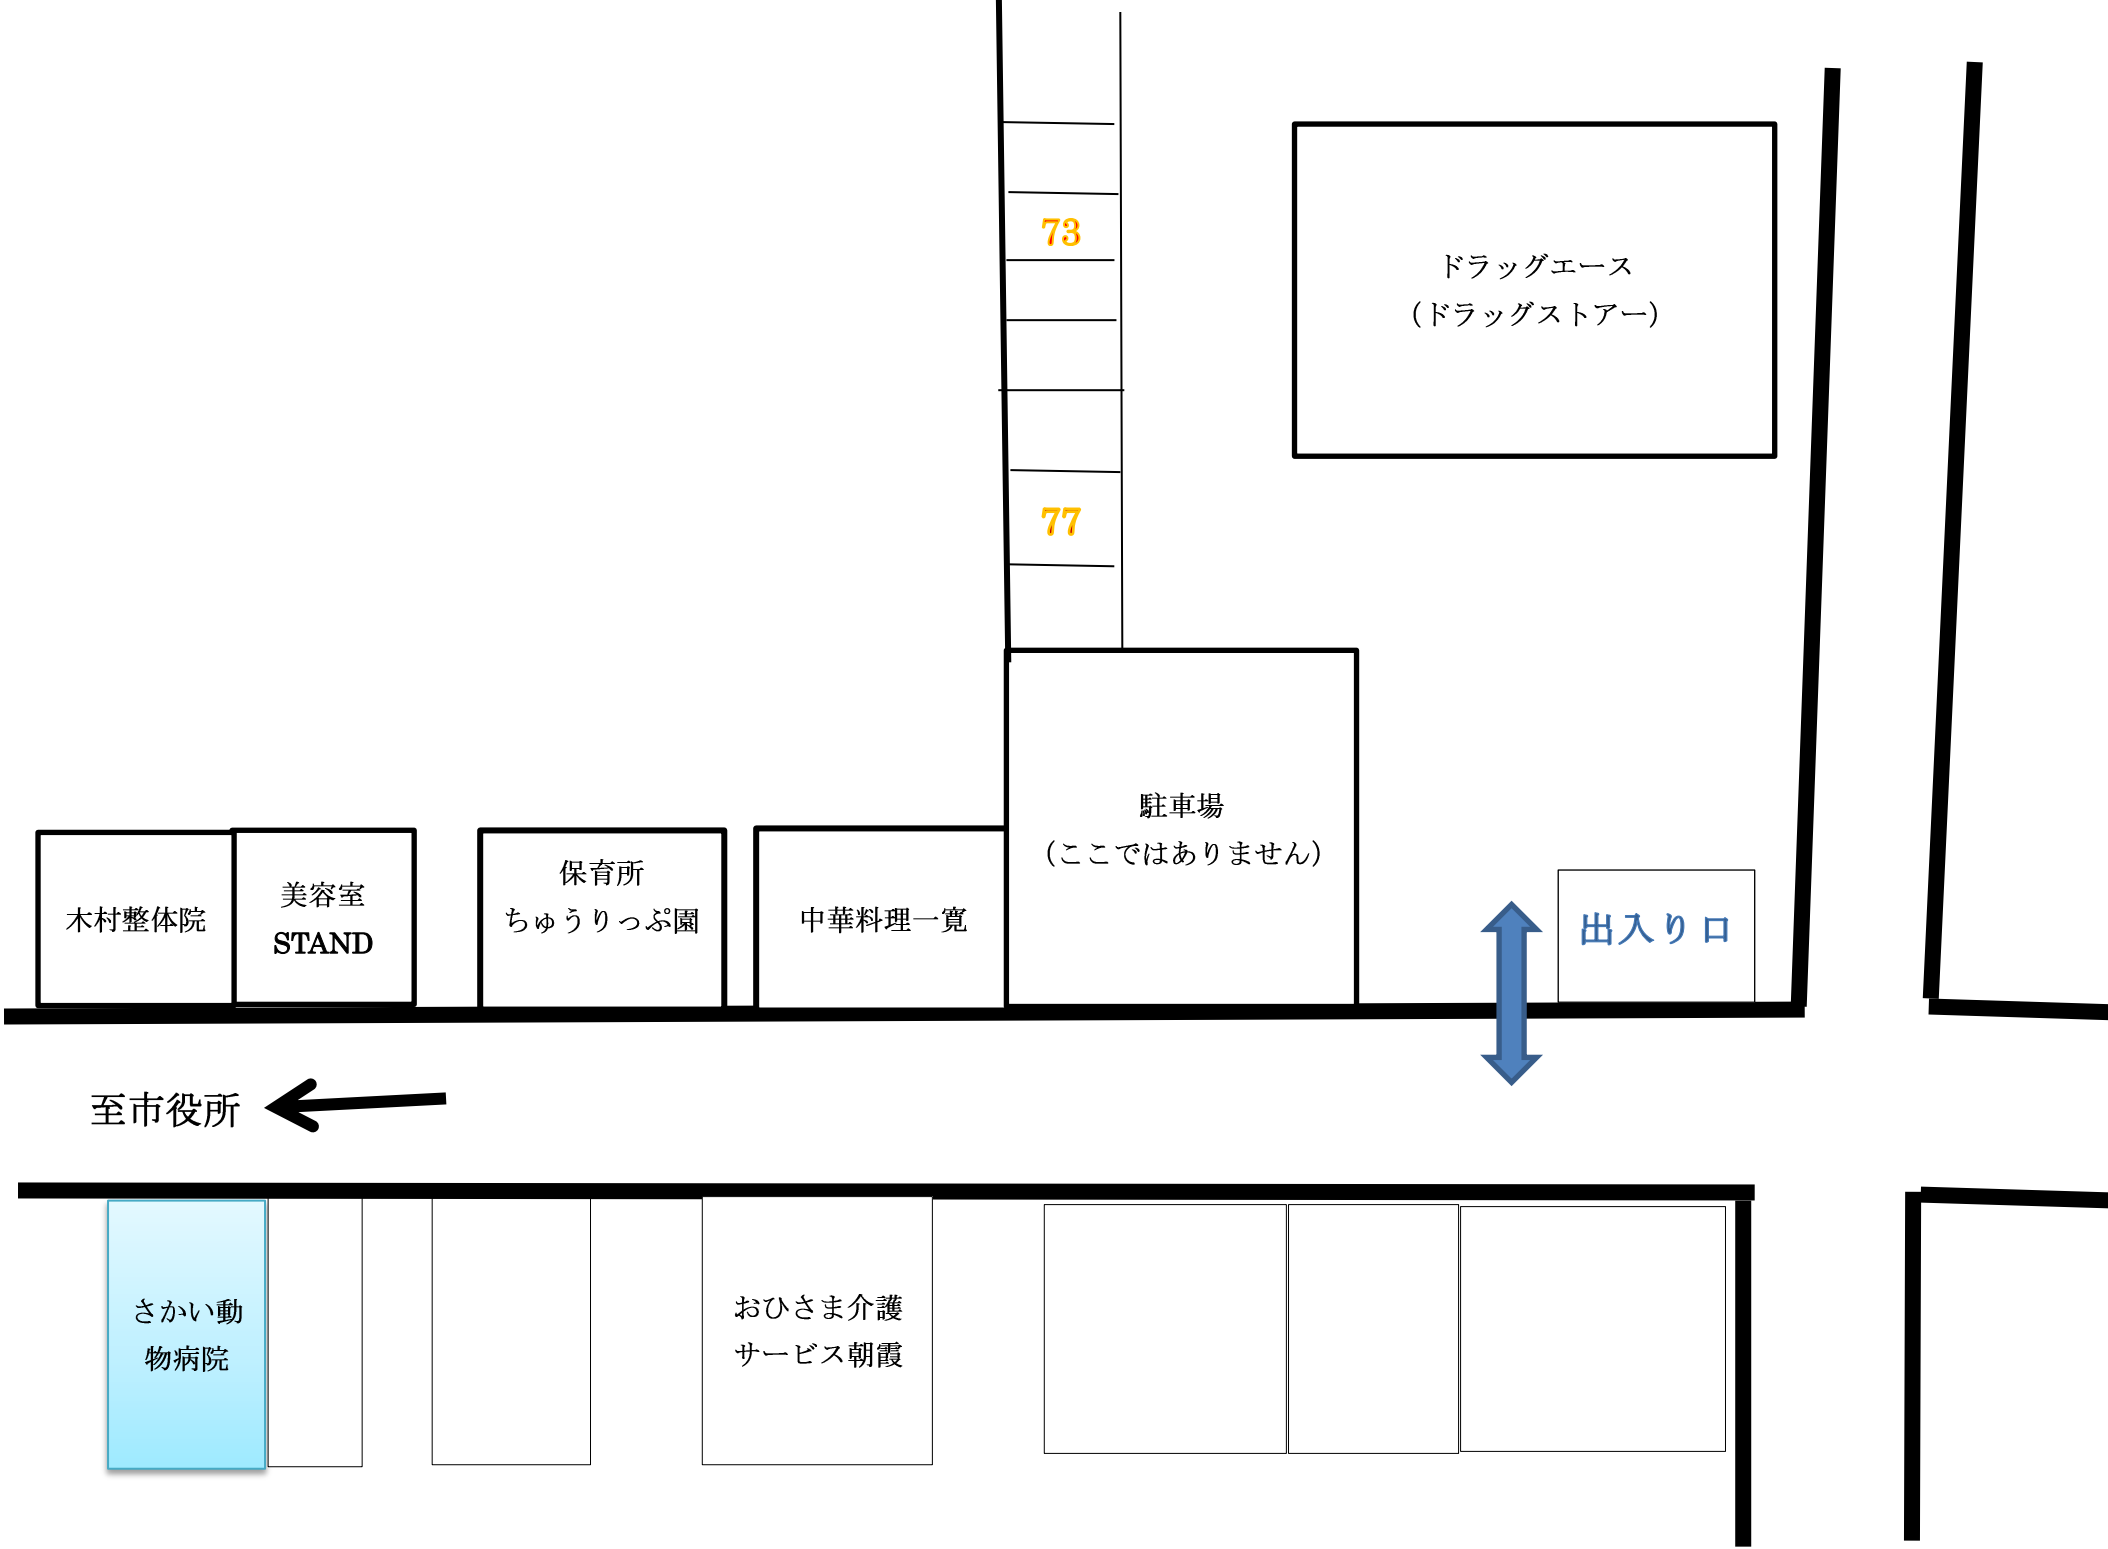 73
ドラッグエース
（ドラッグストアー）
77
駐車場
（ここではありません）
木村整体院
美容室
STAND
保育所
ちゅうりっぷ園
中華料理一寛
出入り口
至市役所
さかい動
物病院
おひさま介護
サービス朝霞